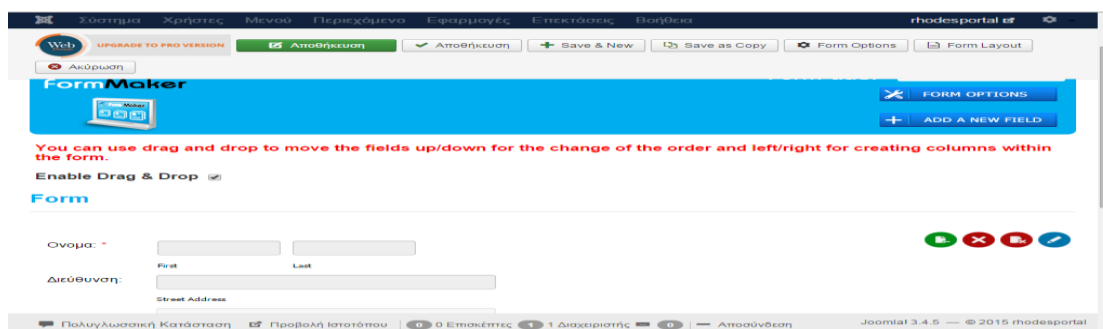 Σύστημα Χρήστες Μενού Περιεχόμενο Εφαρμογές Επεκτάσεις Βοήθεια rhodesportal
Web UPGRADE TO PRO VERSION Αποθήκευση Αποθήκευση Save & New Save as Copy Form Options Form Layout
Ακύρωση
FormMaker
FORM OPTIONS
ADD A NEW FIELD
You can use drag and drop to move the fields up/down for the change of the order and left/right for creating columns within
the form.
Enable Drag & Drop
Form
Ονομα: *
First Last
Διεύθυνση:
Street Address
Πολυγλωσσική Κατάσταση Προβολή Ιστοτόπου 0 0 Επισκέπτες 1 1 Διαχειριστής 0 Αποσύνδεση Joomla! 3.4.5 — © 2015 rhodesportal